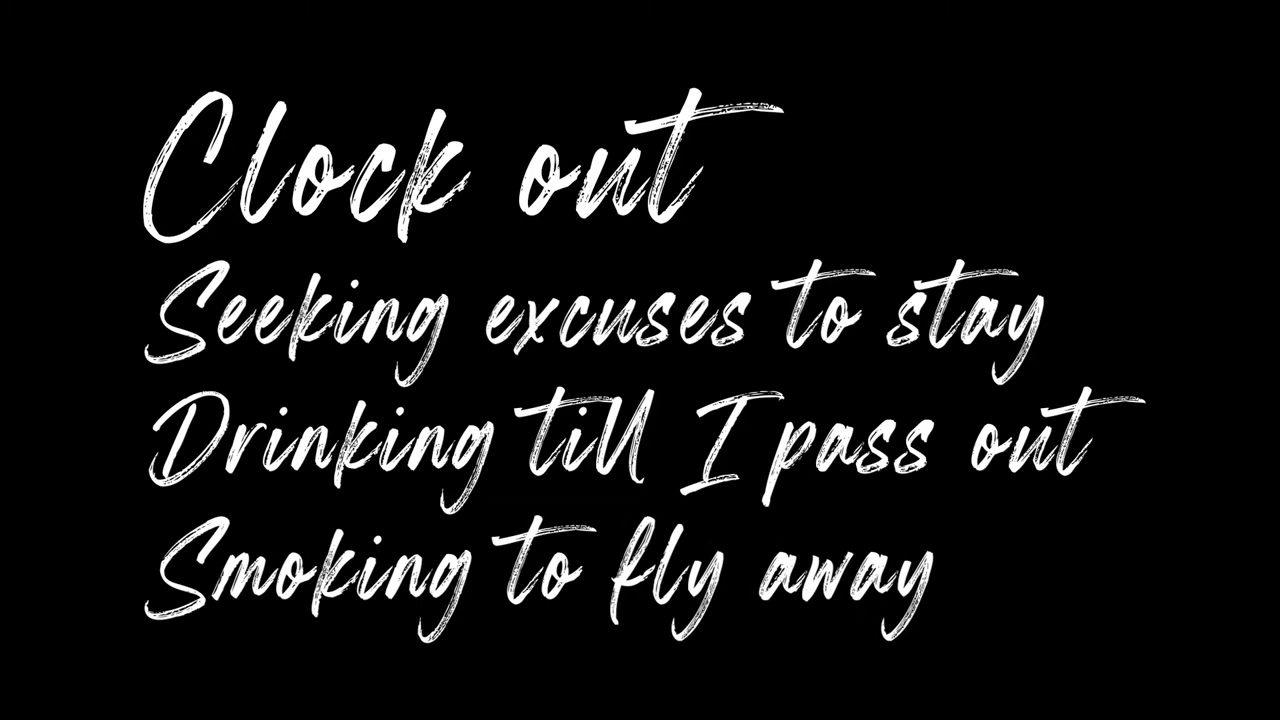 Clock out
Seeking excuses to stay
Drinking till I pass out
Smoking to fly away